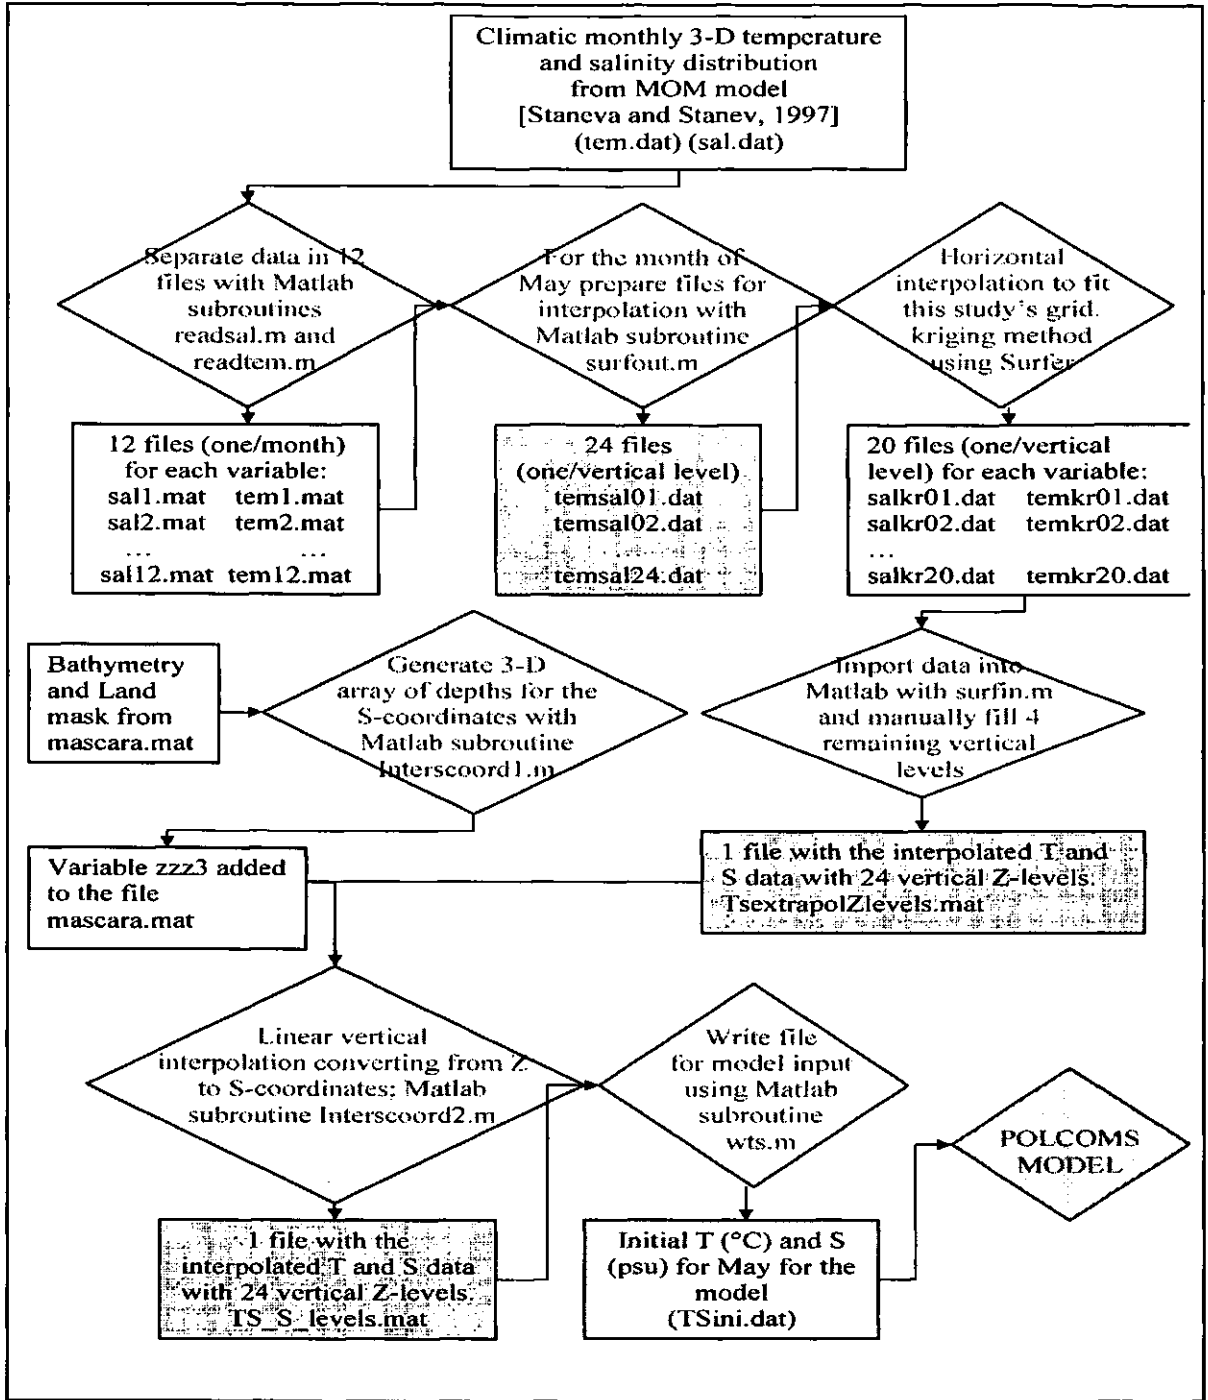 Climatic monthly 3-D temperature
and salinity distribution
from MOM model
[Staneva and Stanev, 1997]
(tem.dat) (sal.dat)
Separate data in 12
files with Matlab
subroutines
readsal.m and
readtem.m
For the month of
May prepare files for
interpolation with
Matlab subroutine
surfout.m
Horizontal
interpolation to fit
this study's grid.
kriging method
using Surfer
12 files (one/month)
for each variable:
sal1.mat tem1.mat
sal2.mat tem2.mat
... ...
sal12.mat tem12.mat
24 files
(one/vertical level)
temsal01.dat
temsal02.dat
temsal24.dat
20 files (one/vertical
level) for each variable:
salkr01.dat temkr01.dat
salkr02.dat temkr02.dat
...
salkr20.dat temkr20.dat
Bathymetry
and Land
mask from
mascara.mat
Generate 3-D
array of depths for the
S-coordinates with
Matlab subroutine
Interscoord1.m
Import data into
Matlab with surfin.m
and manually fill 4
remaining vertical
levels
Variable zzz3 added
to the file
mascara.mat
1 file with the interpolated T and
S data with 24 vertical Z-levels.
TsextrapolZlevels.mat
Linear vertical
interpolation converting from Z
to S-coordinates; Matlab
subroutine Interscoord2.m
Write file
for model input
using Matlab
subroutine
wts.m
POLCOMS
MODEL
1 file with the
interpolated T and S data
with 24 vertical Z-levels.
TS_S_levels.mat
Initial T (°C) and S
(psu) for May for the
model
(TSini.dat)